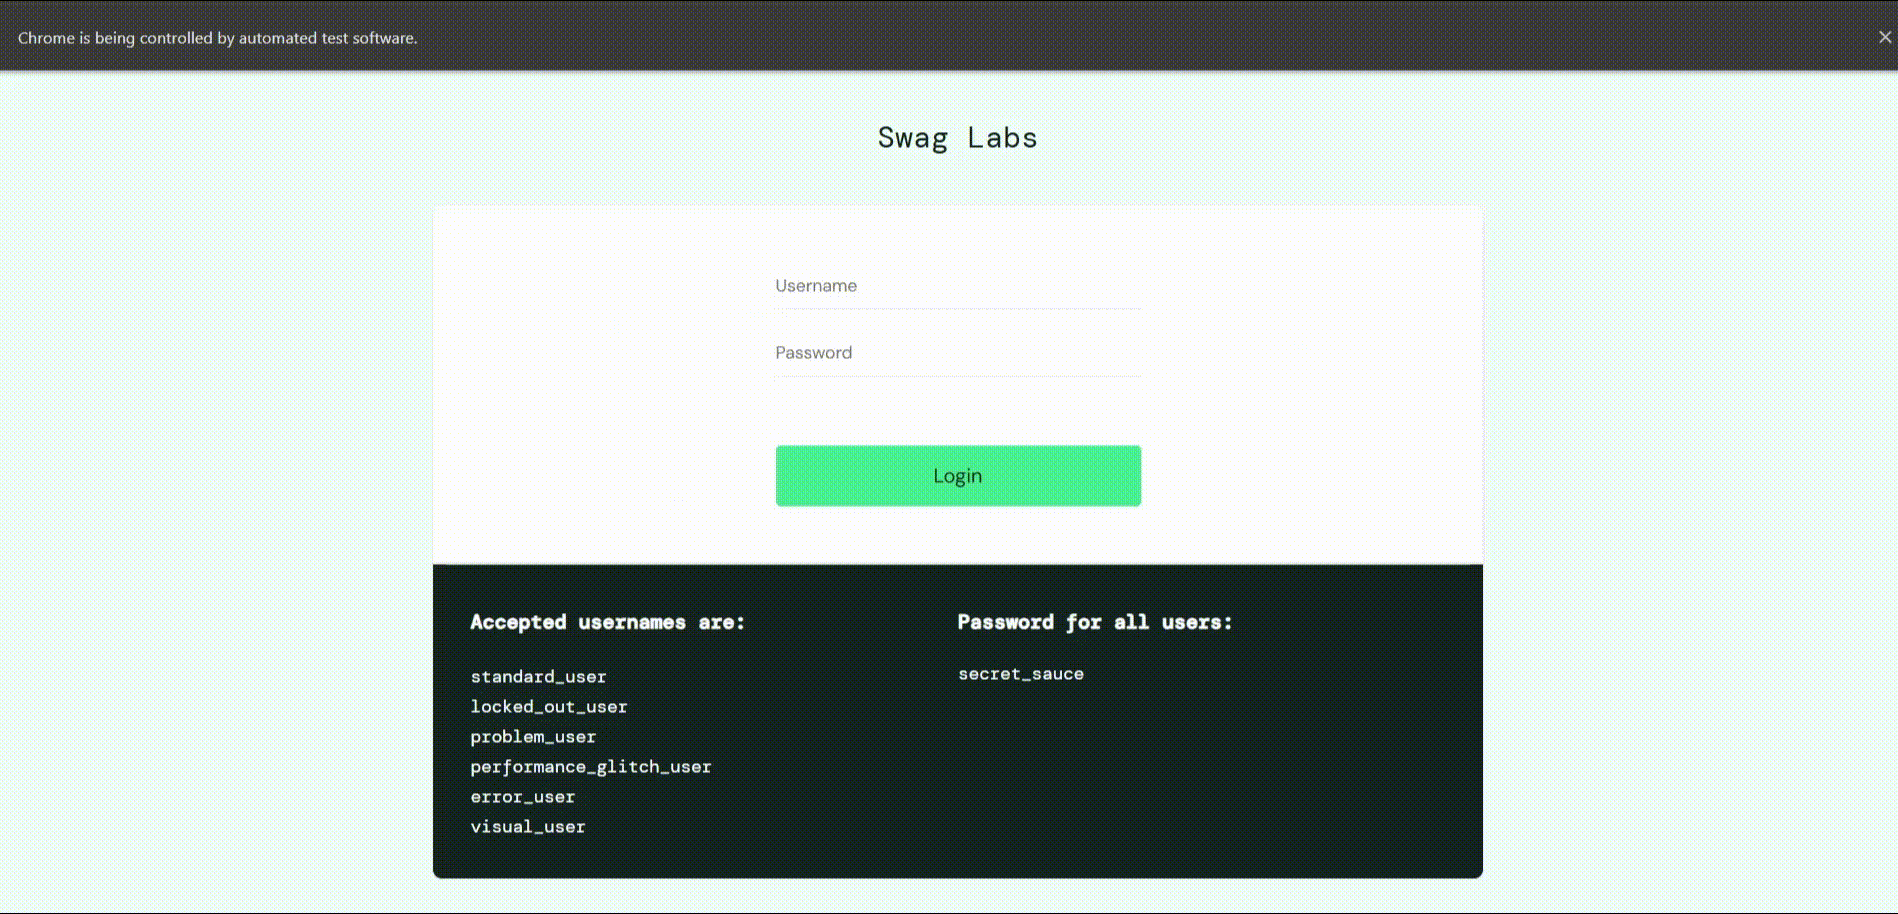 Chrome is being controlled by automated test software.
Swag Labs
Username
Password
Login
Accepted usernames are:
standard_user
locked_out_user
problem_user
performance_glitch_user
error_user
visual_user
Password for all users:
secret_sauce